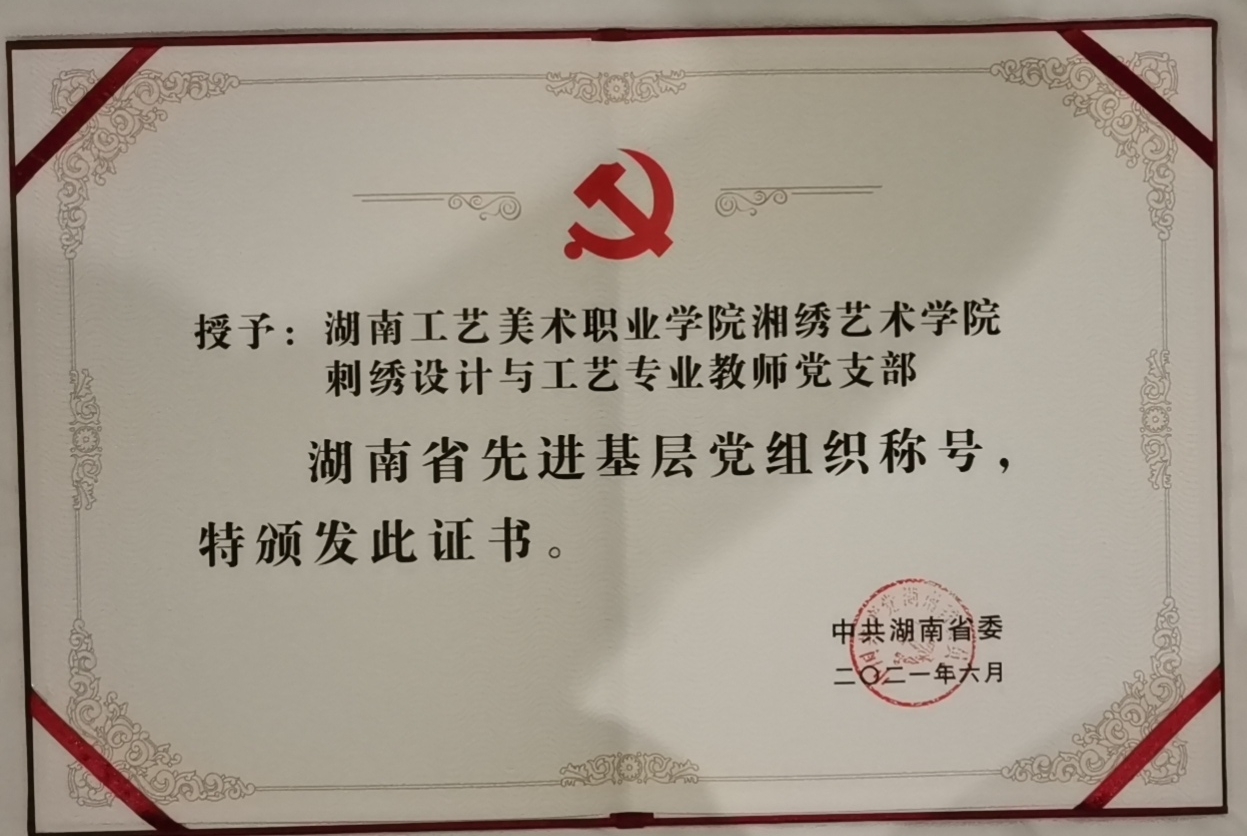 授予：湖南工艺美术职业学院湘绣艺术学院
刺绣设计与工艺专业教师党支部
湖南省先进基层党组织称号，
特颁发此证书。
中共湖南省委
二〇二一年六月